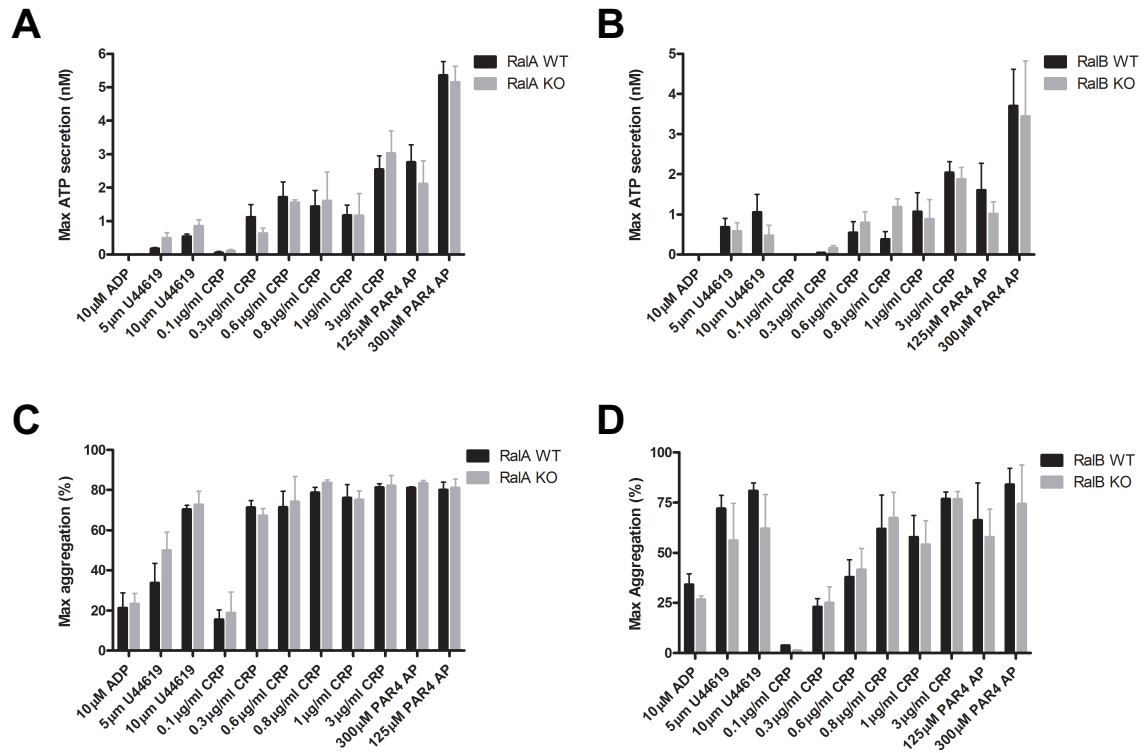 A
Max ATP secretion (nM)
6
5
4
3
2
1
0
RalA WT
RalA KO
10µM ADP
5µm U44619
10µm U44619
0.1µg/ml CRP
0.3µg/ml CRP
0.6µg/ml CRP
0.8µg/ml CRP
1µg/ml CRP
3µg/ml CRP
125µM PAR4 AP
300µM PAR4 AP
B
Max ATP secretion (nM)
5
4
3
2
1
0
RalB WT
RalB KO
10µM ADP
5µm U44619
10µm U44619
0.1µg/ml CRP
0.3µg/ml CRP
0.6µg/ml CRP
0.8µg/ml CRP
1µg/ml CRP
3µg/ml CRP
125µM PAR4 AP
300µM PAR4 AP
C
Max aggregation (%)
100
80
60
40
20
0
RalA WT
RalA KO
10µM ADP
5µm U44619
10µm U44619
0.1µg/ml CRP
0.3µg/ml CRP
0.6µg/ml CRP
0.8µg/ml CRP
1µg/ml CRP
3µg/ml CRP
300µM PAR4 AP
125µM PAR4 AP
D
Max Aggregation (%)
100
75
50
25
0
RalB WT
RalB KO
10µM ADP
5µm U44619
10µm U44619
0.1µg/ml CRP
0.3µg/ml CRP
0.6µg/ml CRP
0.8µg/ml CRP
1µg/ml CRP
3µg/ml CRP
125µM PAR4 AP
300µM PAR4 AP